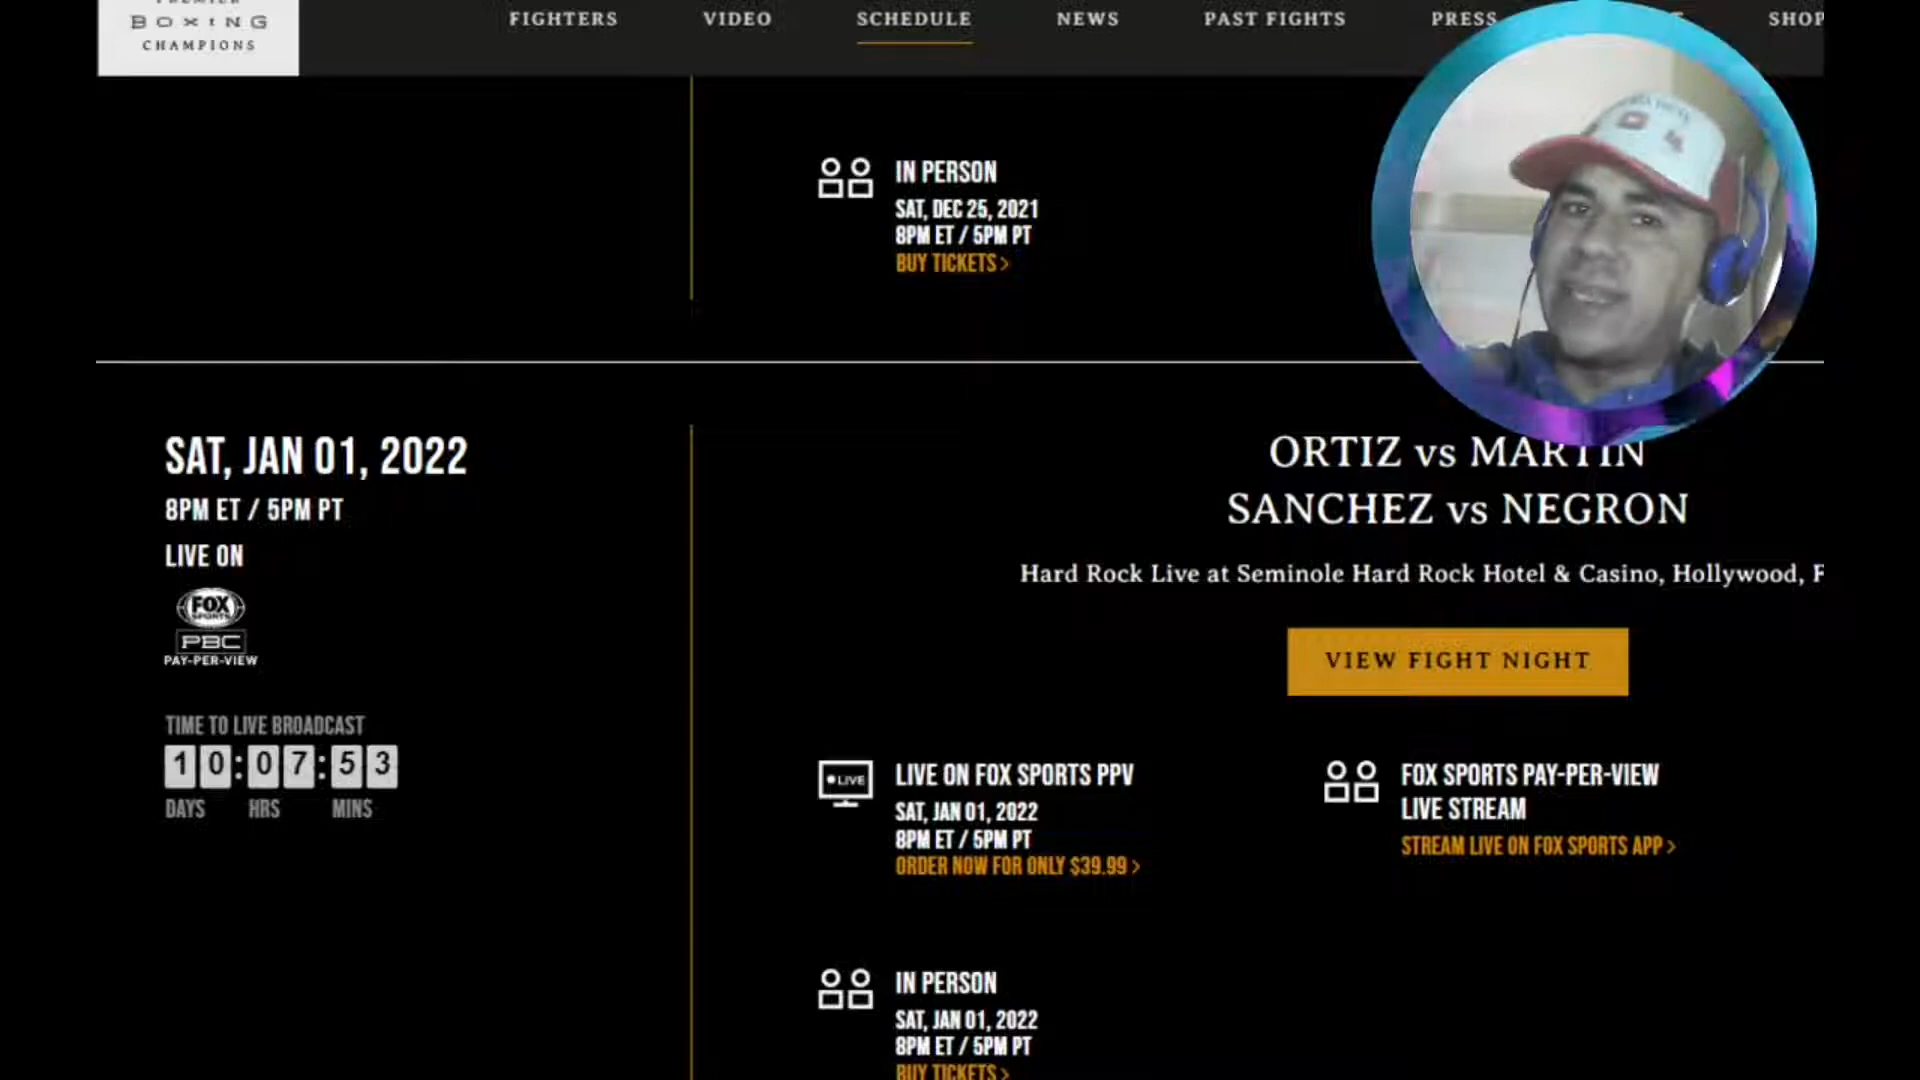 BOXING
CHAMPIONS
FIGHTERS
VIDEO
SCHEDULE
NEWS
PAST FIGHTS
PRESS
SHOP
IN PERSON
SAT, DEC 25, 2021
8PM ET / 5PM PT
BUY TICKETS >
SAT, JAN 01, 2022
8PM ET / 5PM PT
LIVE ON
FOX
SPORTS
PBC
PAY-PER-VIEW
TIME TO LIVE BROADCAST
10:07:53
DAYS HRS MINS
ORTIZ vs MARTIN
SANCHEZ vs NEGRON
Hard Rock Live at Seminole Hard Rock Hotel & Casino, Hollywood, F
VIEW FIGHT NIGHT
LIVE
LIVE ON FOX SPORTS PPV
SAT, JAN 01, 2022
8PM ET / 5PM PT
ORDER NOW FOR ONLY $39.99 >
FOX SPORTS PAY-PER-VIEW
LIVE STREAM
STREAM LIVE ON FOX SPORTS APP >
IN PERSON
SAT, JAN 01, 2022
8PM ET / 5PM PT
BUY TICKETS >